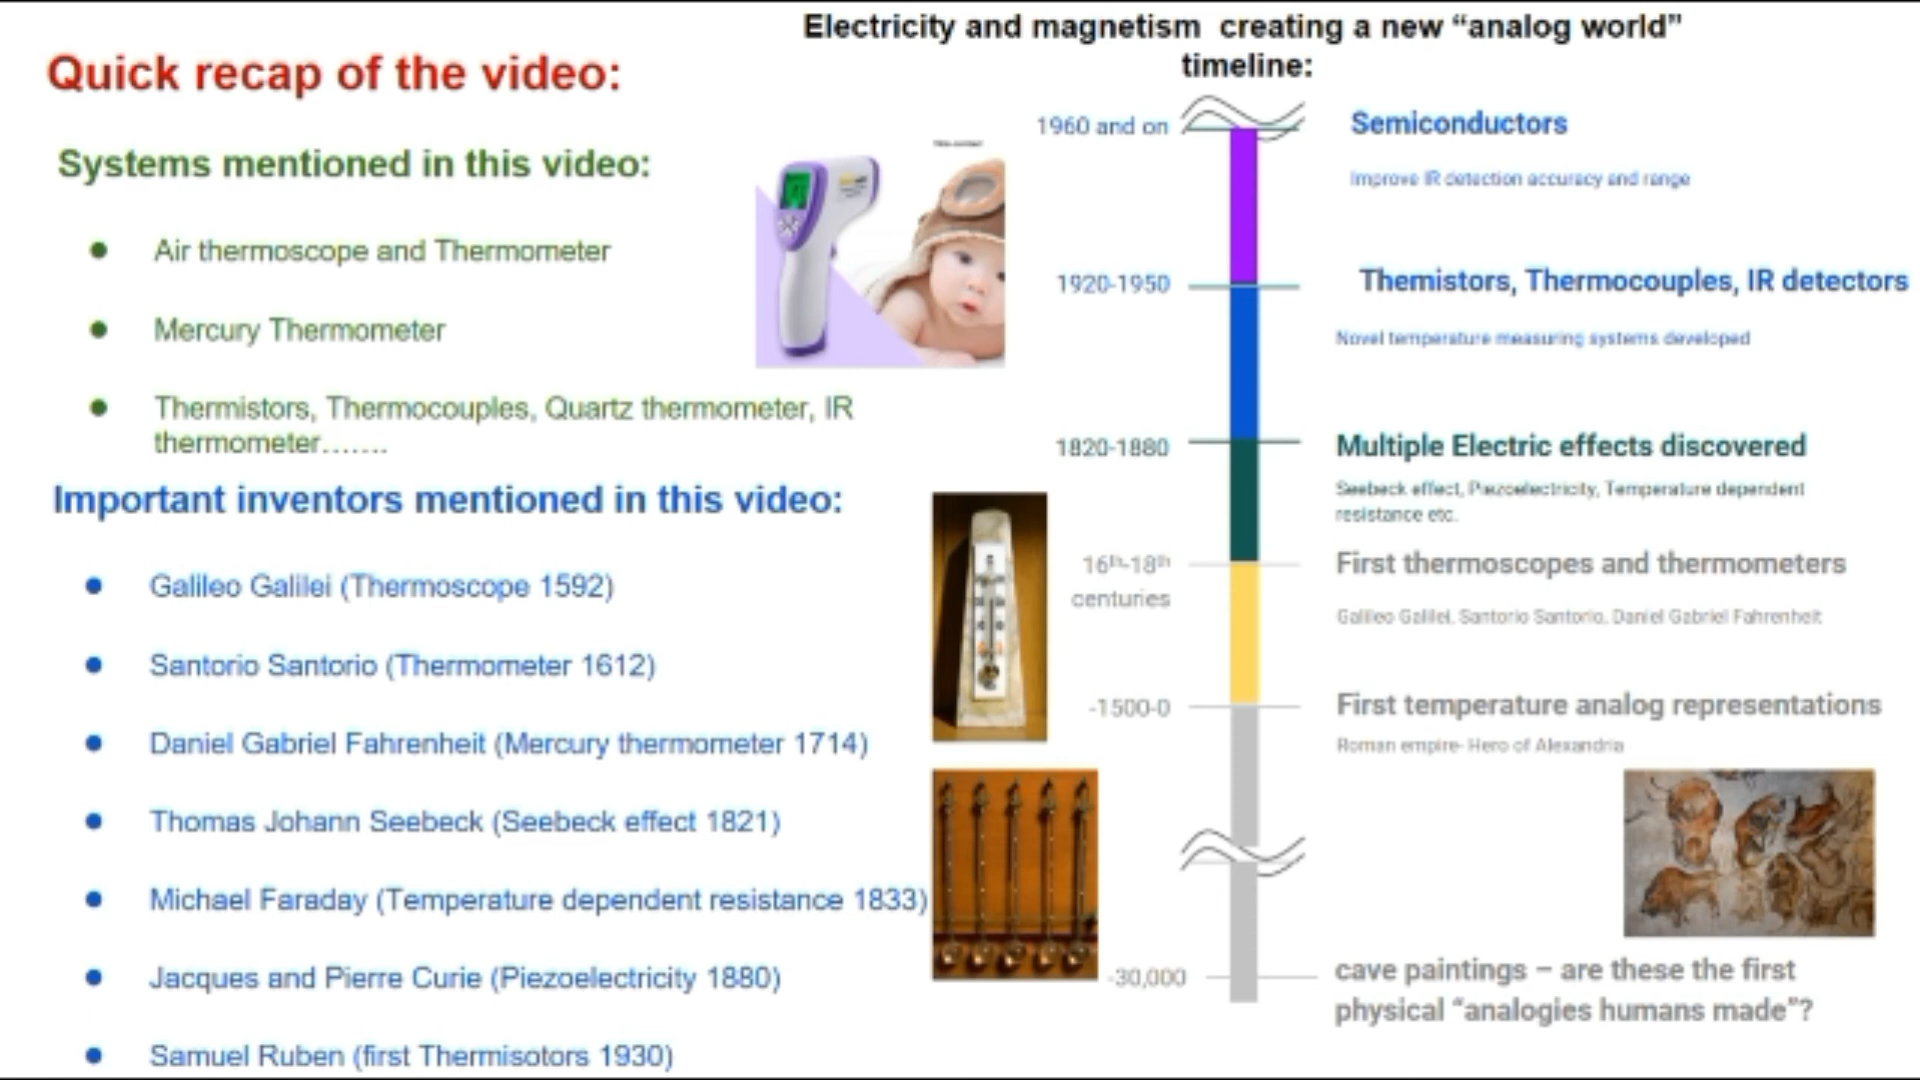 Electricity and magnetism creating a new “analog world”
timeline:
Quick recap of the video:
Systems mentioned in this video:
● Air thermoscope and Thermometer
● Mercury Thermometer
● Thermistors, Thermocouples, Quartz thermometer, IR
thermometer…….
Important inventors mentioned in this video:
● Galileo Galilei (Thermoscope 1592)
● Santorio Santorio (Thermometer 1612)
● Daniel Gabriel Fahrenheit (Mercury thermometer 1714)
● Thomas Johann Seebeck (Seebeck effect 1821)
● Michael Faraday (Temperature dependent resistance 1833)
● Jacques and Pierre Curie (Piezoelectricity 1880)
● Samuel Ruben (first Thermisotors 1930)
1960 and on
Semiconductors
Improve IR detection accuracy and range
1920-1950
Themistors, Thermocouples, IR detectors
Novel temperature measuring systems developed
1820-1880
Multiple Electric effects discovered
Seebeck effect, Piezoelectricity, Temperature dependent
resistance etc.
16th-18th
centuries
First thermoscopes and thermometers
Galileo Galilei, Santorio Santorio, Daniel Gabriel Fahrenheit
-1500-0
First temperature analog representations
Roman empire- Hero of Alexandria
-30,000
cave paintings – are these the first
physical “analogies humans made”?